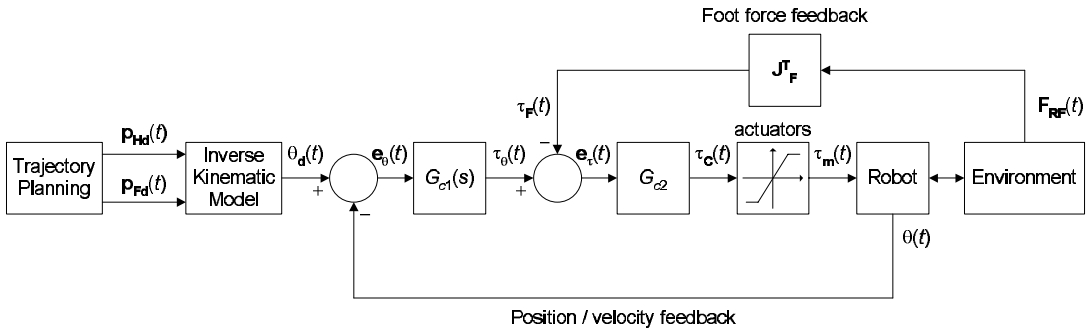 Foot force feedback
J^T_F
τ_F(t)
F_RF(t)
p_Hd(t)
actuators
Trajectory
Planning
Inverse
Kinematic
Model
θ_d(t)
e_θ(t)
τ_θ(t)
e_τ(t)
τ_C(t)
τ_m(t)
p_Fd(t)
+
−
G_c1(s)
+
−
G_c2
Robot
Environment
θ(t)
Position / velocity feedback